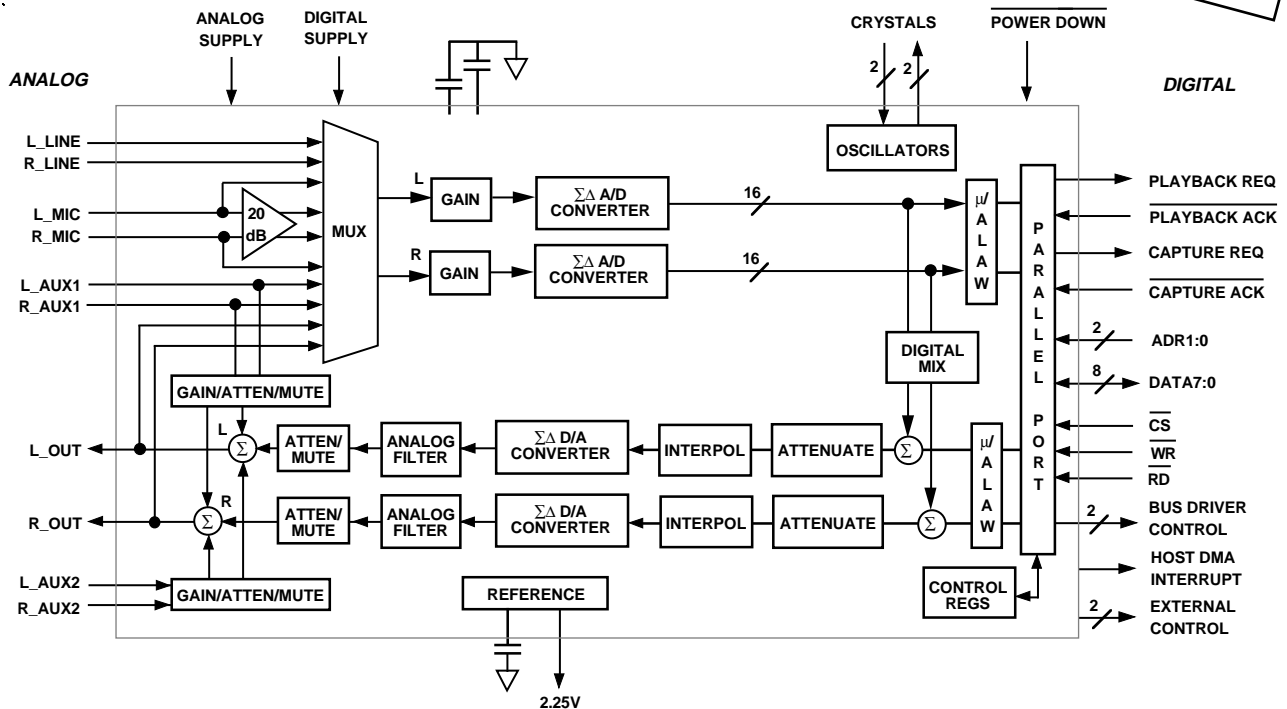 ANALOG
SUPPLY
DIGITAL
SUPPLY
CRYSTALS
POWER DOWN
2
2
ANALOG
DIGITAL
L_LINE
R_LINE
L_MIC
R_MIC
L_AUX1
R_AUX1
20
dB
MUX
L
R
GAIN
GAIN
ΣΔ A/D
CONVERTER
ΣΔ A/D
CONVERTER
16
16
OSCILLATORS
μ/
A
L
A
W
P
A
R
A
L
L
E
L
P
O
R
T
PLAYBACK REQ
PLAYBACK ACK
CAPTURE REQ
CAPTURE ACK
2
ADR1:0
8
DATA7:0
CS
WR
RD
2
BUS DRIVER
CONTROL
HOST DMA
INTERRUPT
2
EXTERNAL
CONTROL
DIGITAL
MIX
GAIN/ATTEN/MUTE
L_OUT
L
Σ
ATTEN/
MUTE
ANALOG
FILTER
ΣΔ D/A
CONVERTER
INTERPOL
ATTENUATE
Σ
μ/
A
L
A
W
R_OUT
R
Σ
ATTEN/
MUTE
ANALOG
FILTER
ΣΔ D/A
CONVERTER
INTERPOL
ATTENUATE
Σ
L_AUX2
R_AUX2
GAIN/ATTEN/MUTE
REFERENCE
CONTROL
REGS
2.25V